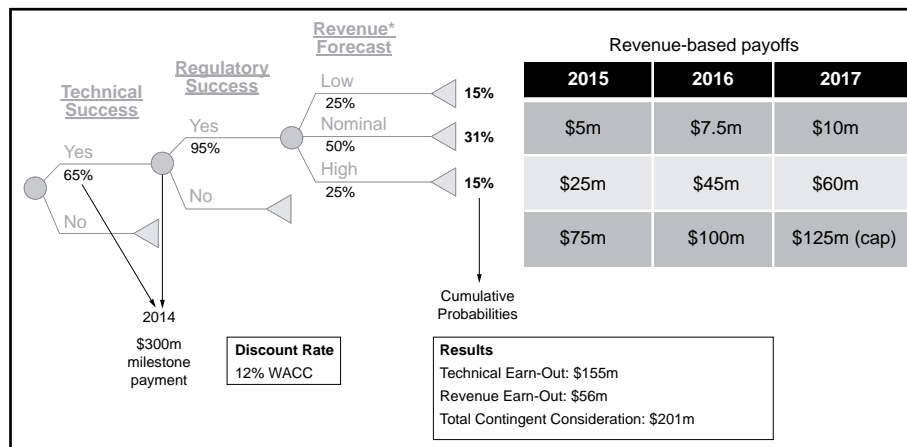 Technical
Success
Regulatory
Success
Revenue*
Forecast
Yes
65%
No
Yes
95%
No
Low
25%
Nominal
50%
High
25%
15%
31%
15%
Revenue-based payoffs
2015 2016 2017
$5m $7.5m $10m
$25m $45m $60m
$75m $100m $125m (cap)
2014
$300m
milestone
payment
Discount Rate
12% WACC
Cumulative
Probabilities
Results
Technical Earn-Out: $155m
Revenue Earn-Out: $56m
Total Contingent Consideration: $201m